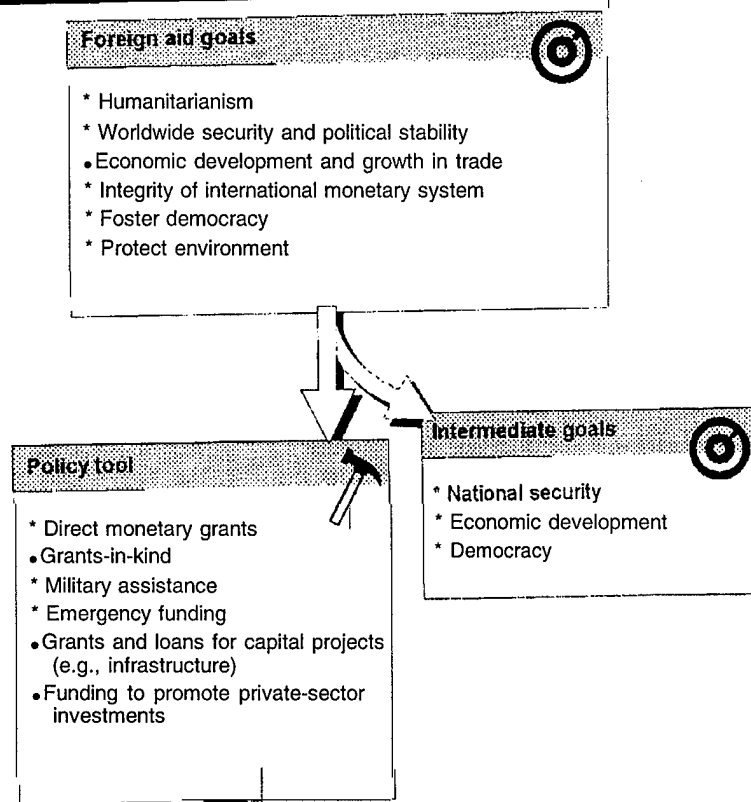 Foreign aid goals
* Humanitarianism
* Worldwide security and political stability
• Economic development and growth in trade
* Integrity of international monetary system
* Foster democracy
* Protect environment
Intermediate goals
* National security
* Economic development
* Democracy
Policy tool
* Direct monetary grants
• Grants-in-kind
* Military assistance
* Emergency funding
• Grants and loans for capital projects
(e.g., infrastructure)
• Funding to promote private-sector
investments